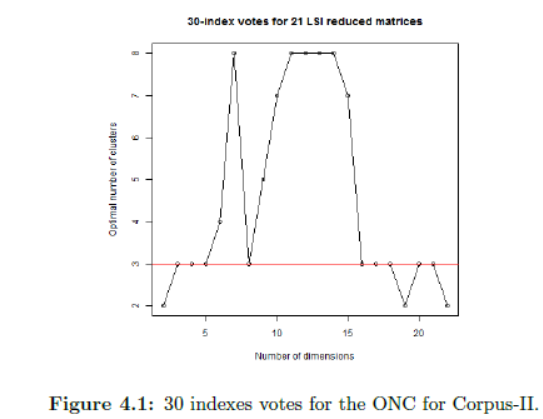 30-index votes for 21 LSI reduced matrices
Optimal number of clusters
8
7
6
5
4
3
2
5
10
15
20
Number of dimensions
Figure 4.1: 30 indexes votes for the ONC for Corpus-II.